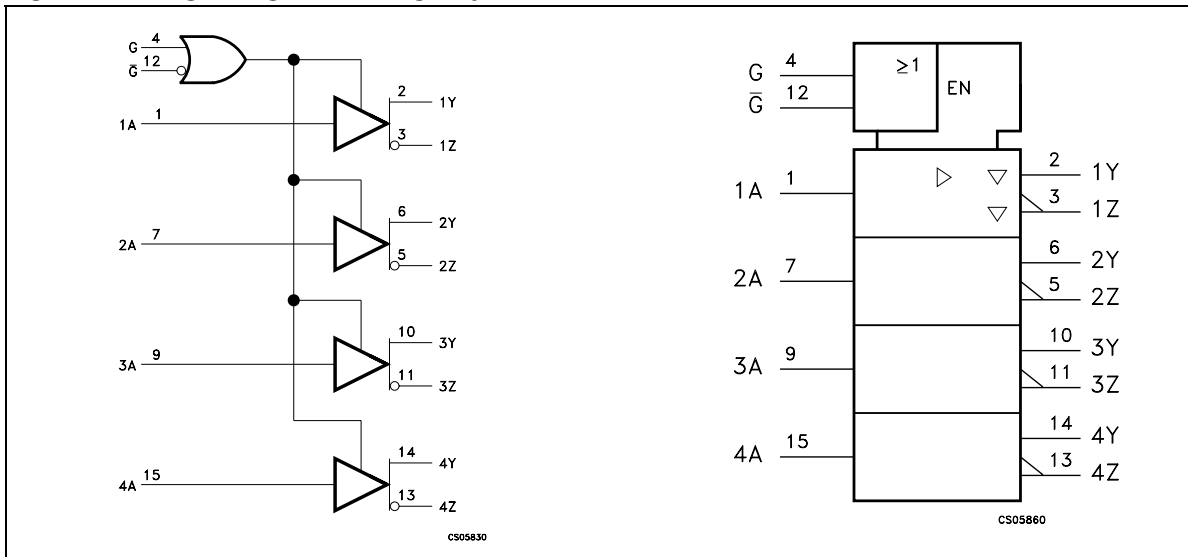 G 4
G̅ 12
1A 1
2 1Y
3 1Z
2A 7
6 2Y
5 2Z
3A 9
10 3Y
11 3Z
4A 15
14 4Y
13 4Z
CS05830
G 4
G̅ 12
≥1
EN
1A 1
2 1Y
3 1Z
2A 7
6 2Y
5 2Z
3A 9
10 3Y
11 3Z
4A 15
14 4Y
13 4Z
CS05860